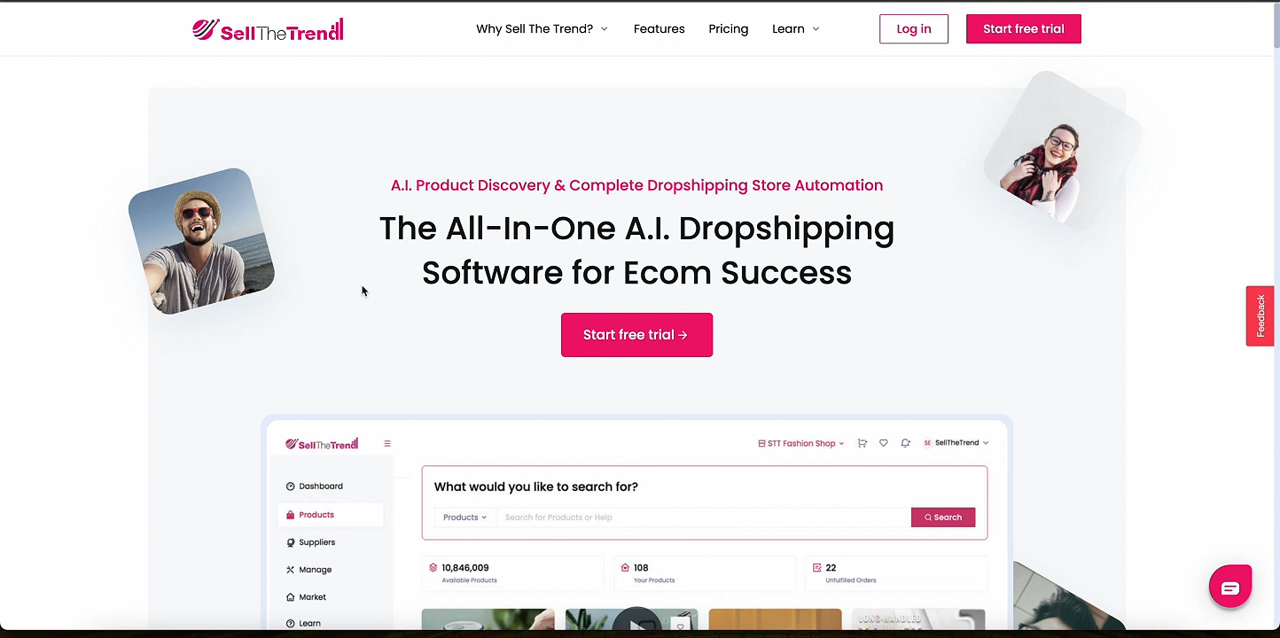 SellTheTrend
Why Sell The Trend?
Features
Pricing
Learn
Log in
Start free trial
A.I. Product Discovery & Complete Dropshipping Store Automation
The All-In-One A.I. Dropshipping
Software for Ecom Success
Start free trial →
Feedback
SellTheTrend
STT Fashion Shop
SE
SellTheTrend
Dashboard
Products
Suppliers
Manage
Market
Learn
What would you like to search for?
Products
Search for Products or Help
Search
10,846,009
Available Products
108
Your Products
22
Unfulfilled Orders
LONG-HANDLED